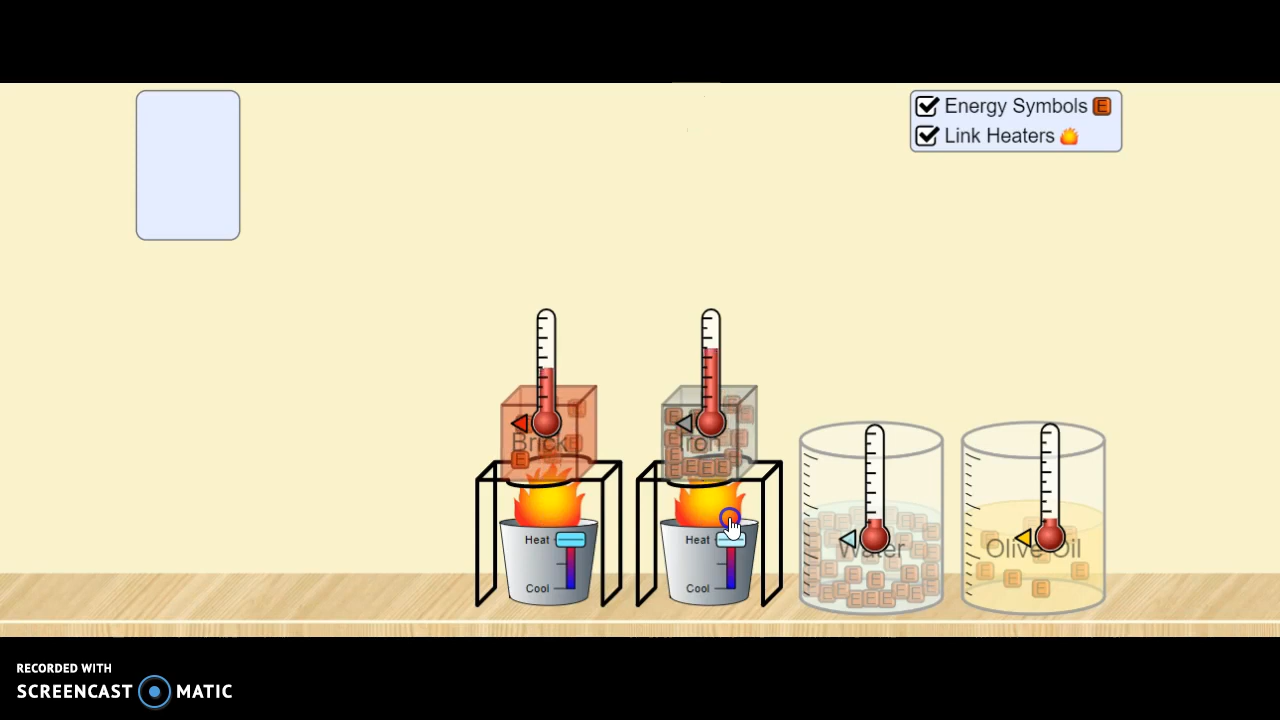 Energy Symbols E
Link Heaters
Brick
Iron
Heat
Cool
Heat
Cool
Water
Olive Oil
RECORDED WITH
SCREENCAST MATIC